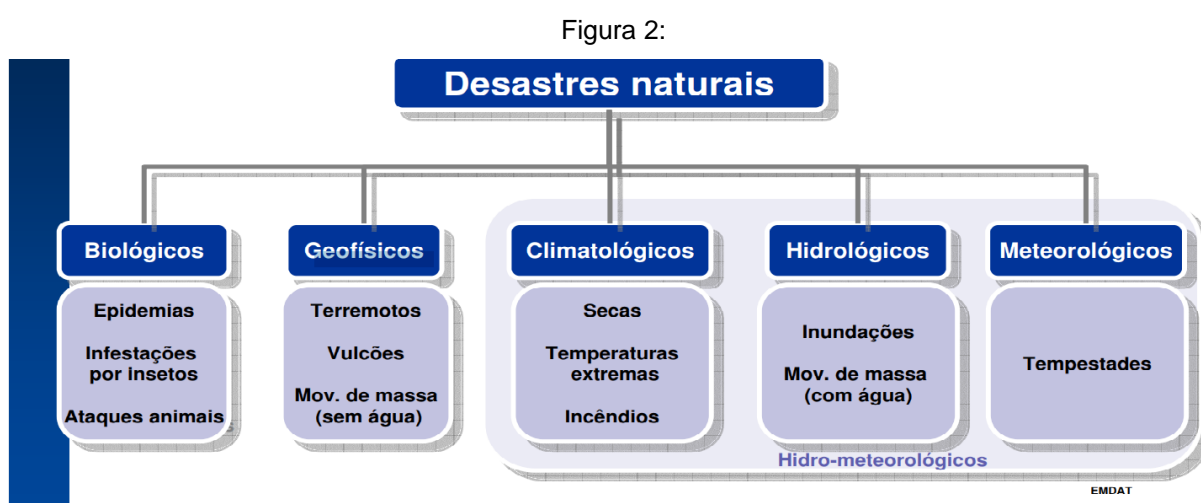 Figura 2:
Desastres naturais
Biológicos
Geofísicos
Climatológicos
Hidrológicos
Meteorológicos
Epidemias
Infestações
por insetos
Ataques animais
Terremotos
Vulcões
Mov. de massa
(sem água)
Secas
Temperaturas
extremas
Incêndios
Inundações
Mov. de massa
(com água)
Tempestades
Hidro-meteorológicos
EMDAT